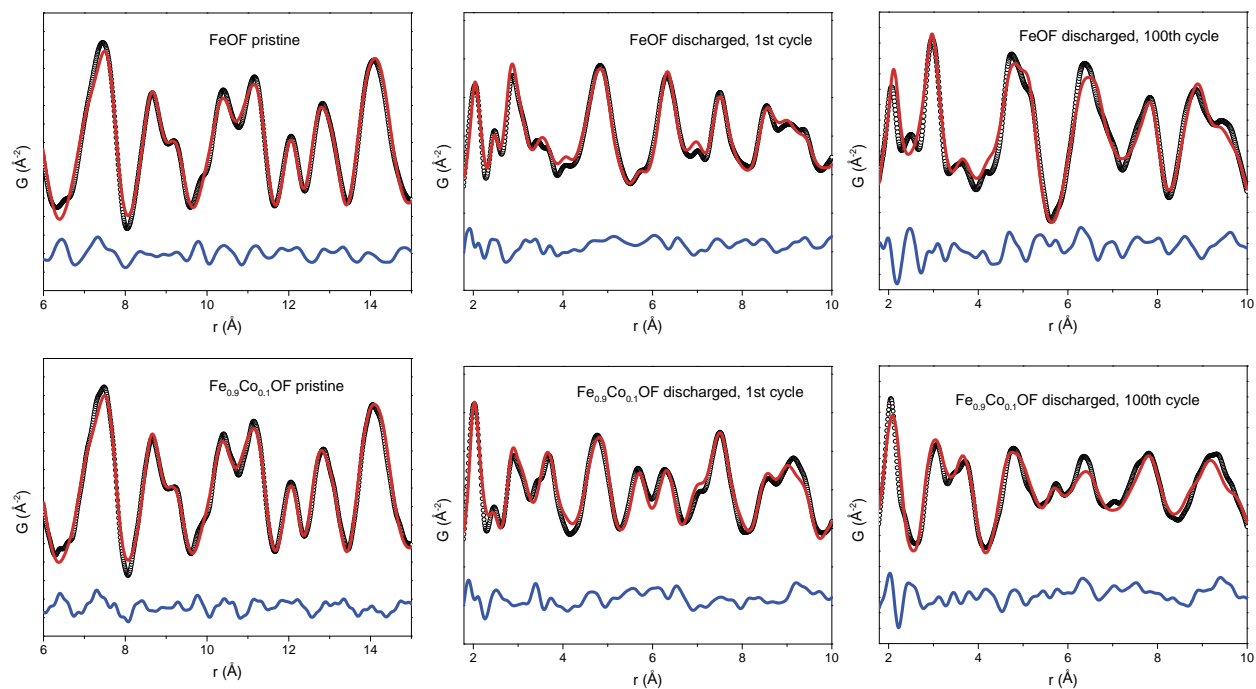 FeOF pristine
G (Å⁻²)
6 8 10 12 14
r (Å)
FeOF discharged, 1st cycle
G (Å⁻²)
2 4 6 8 10
r (Å)
FeOF discharged, 100th cycle
G (Å⁻²)
2 4 6 8 10
r (Å)
Fe₀.₉Co₀.₁OF pristine
G (Å⁻²)
6 8 10 12 14
r (Å)
Fe₀.₉Co₀.₁OF discharged, 1st cycle
G (Å⁻²)
2 4 6 8 10
r (Å)
Fe₀.₉Co₀.₁OF discharged, 100th cycle
G (Å⁻²)
2 4 6 8 10
r (Å)